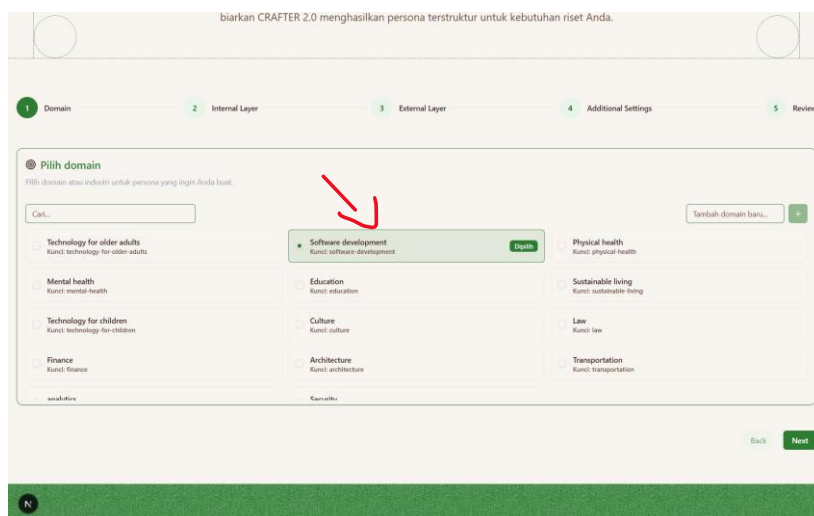 biarkan CRAFTER 2.0 menghasilkan persona terstruktur untuk kebutuhan riset Anda.
1 Domain
2 Internal Layer
3 External Layer
4 Additional Settings
5 Review
Pilih domain
Pilih domain atau industri untuk persona yang ingin Anda buat.
Cari...
Tambah domain baru...
+
Technology for older adults
Kunci: technology-for-older-adults
Software development
Kunci: software-development
Dipilih
Physical health
Kunci: physical-health
Mental health
Kunci: mental-health
Education
Kunci: education
Sustainable living
Kunci: sustainable-living
Technology for children
Kunci: technology-for-children
Culture
Kunci: culture
Law
Kunci: law
Finance
Kunci: finance
Architecture
Kunci: architecture
Transportation
Kunci: transportation
analytics
Security
Back
Next
N